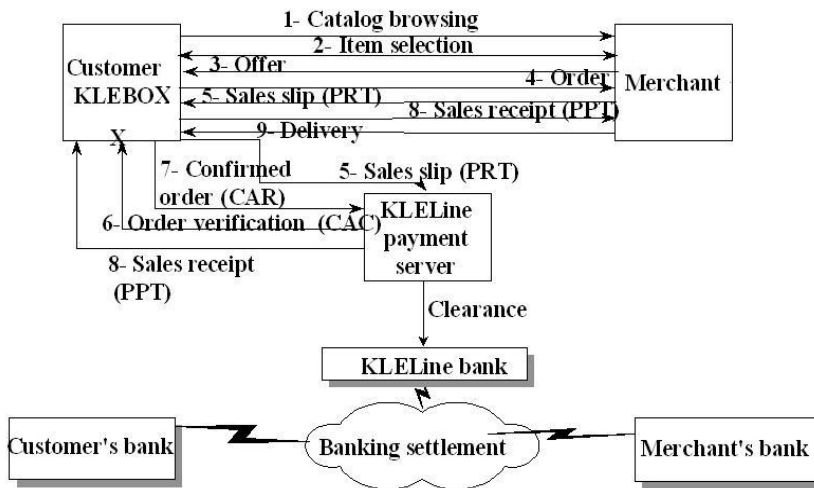 1- Catalog browsing
2- Item selection
3- Offer
4- Order
5- Sales slip (PRT)
8- Sales receipt (PPT)
9- Delivery
Customer
KLEBOX
X
Merchant
7- Confirmed
order (CAR)
5- Sales slip (PRT)
6- Order verification (CAC)
KLELine
payment
server
8- Sales receipt
(PPT)
Clearance
KLELine bank
Customer's bank
Banking settlement
Merchant's bank